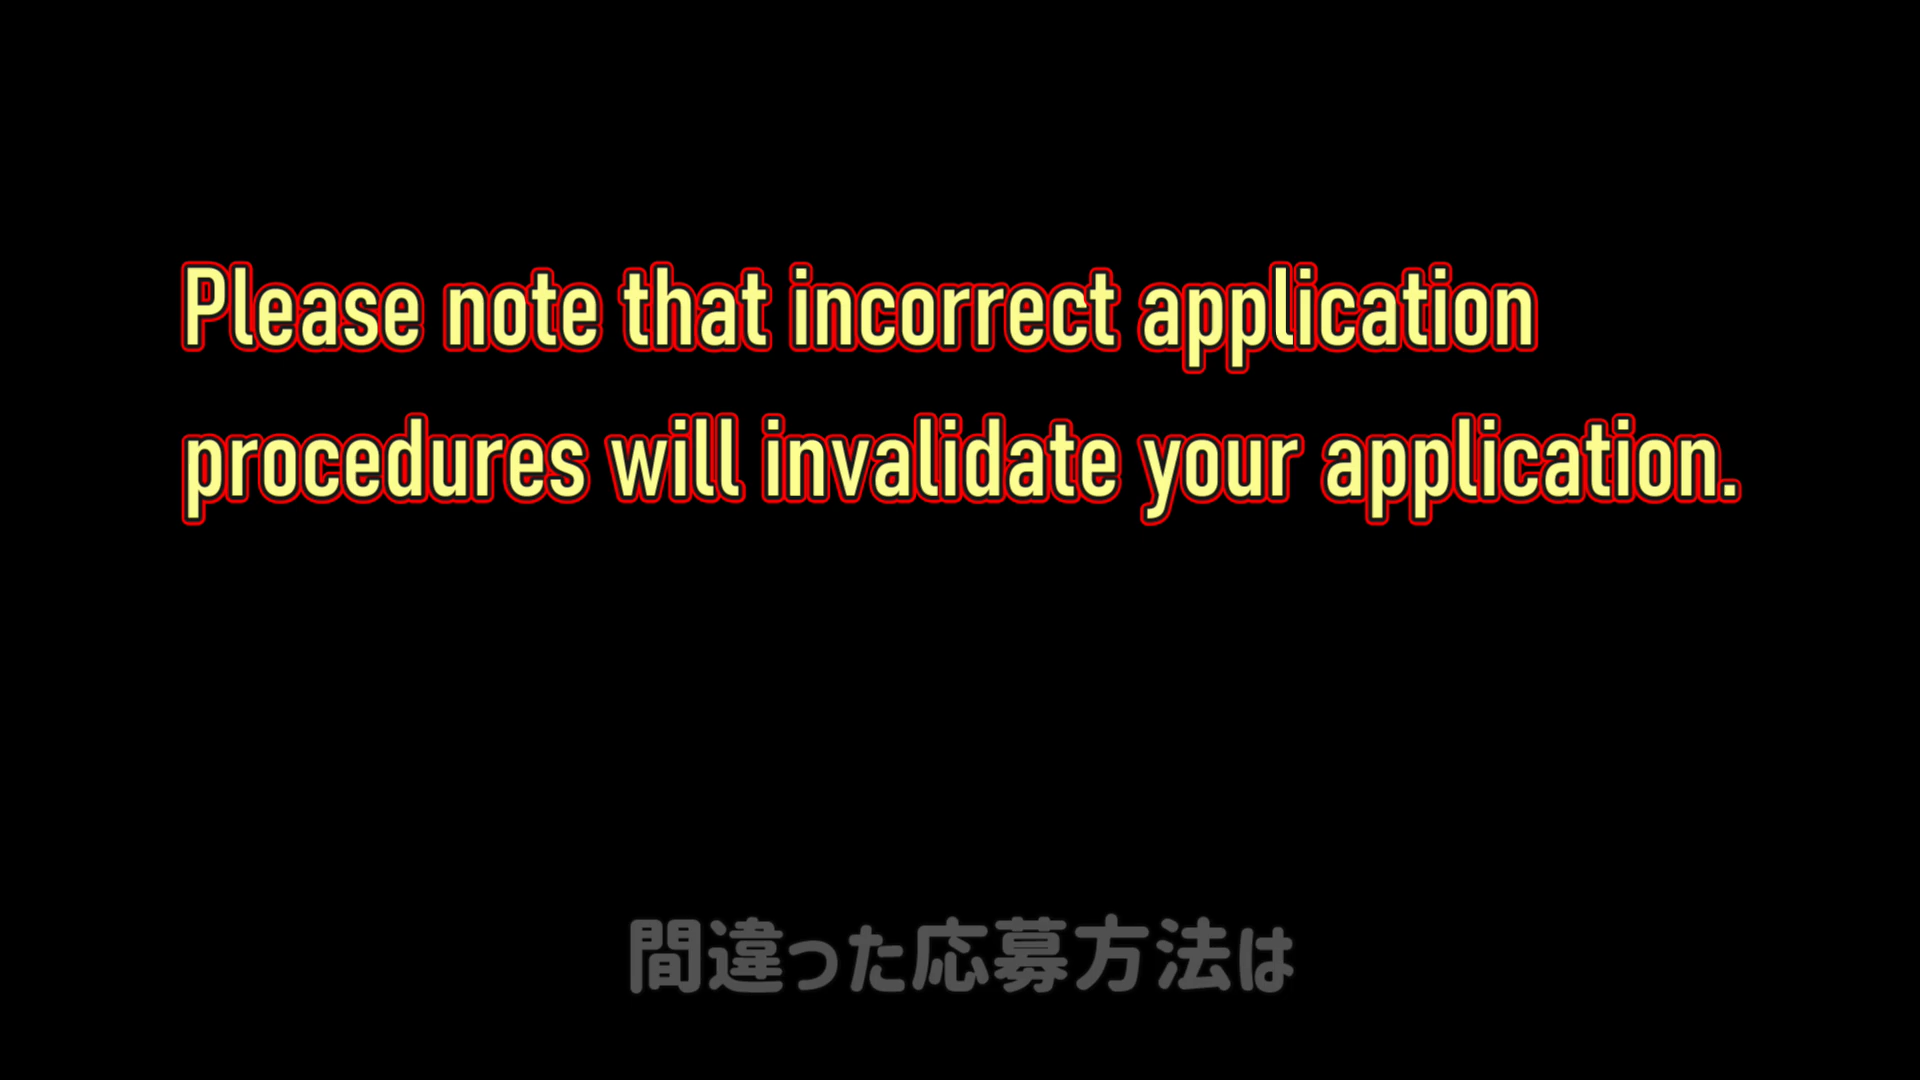 Please note that incorrect application
procedures will invalidate your application.
間違った応募方法は